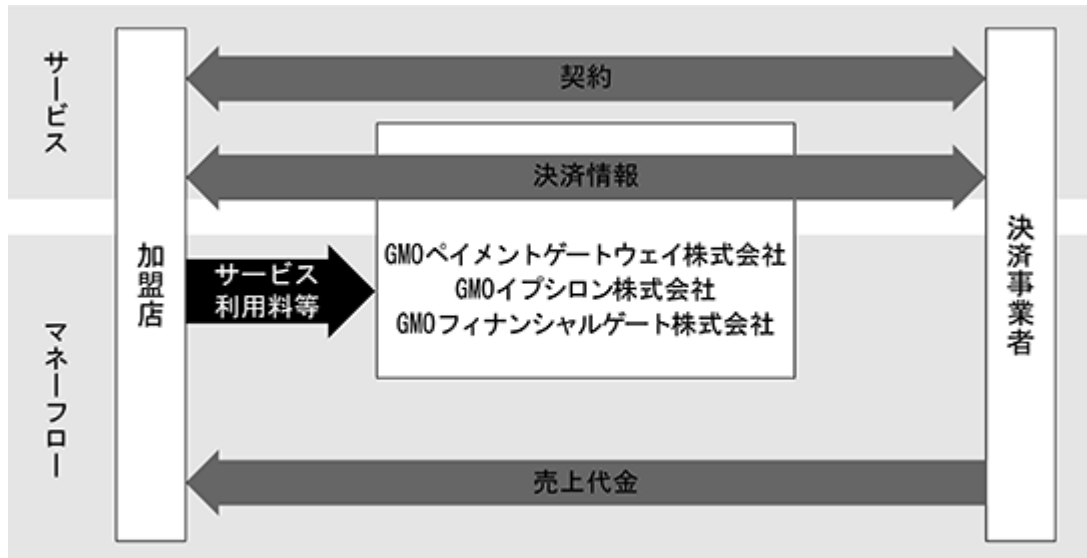 サービス
契約
決済情報
加盟店
決済事業者
GMOペイメントゲートウェイ株式会社
GMOイプシロン株式会社
GMOフィナンシャルゲート株式会社
サービス
利用料等
マネーフロー
売上代金